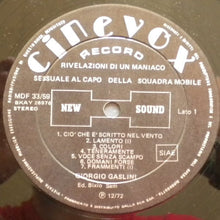 cinevox
RECORD
RIVELAZIONI DI UN MANIACO
SESSUALE AL CAPO DELLA SQUADRA MOBILE
MDF 33/59
STEREO
NEW SOUND
Lato 1
1. CIO' CHE E' SCRITTO NEL VENTO
2. LAMENTO (I)
3. COLORI
4. TENERAMENTE
5. VOCE SENZA SCAMPO
6. DOMANI FORSE
7. FRAMMENTI (I)
GIORGIO GASLINI
Ed. Bixio Sam
SIAE
℗ 12/72